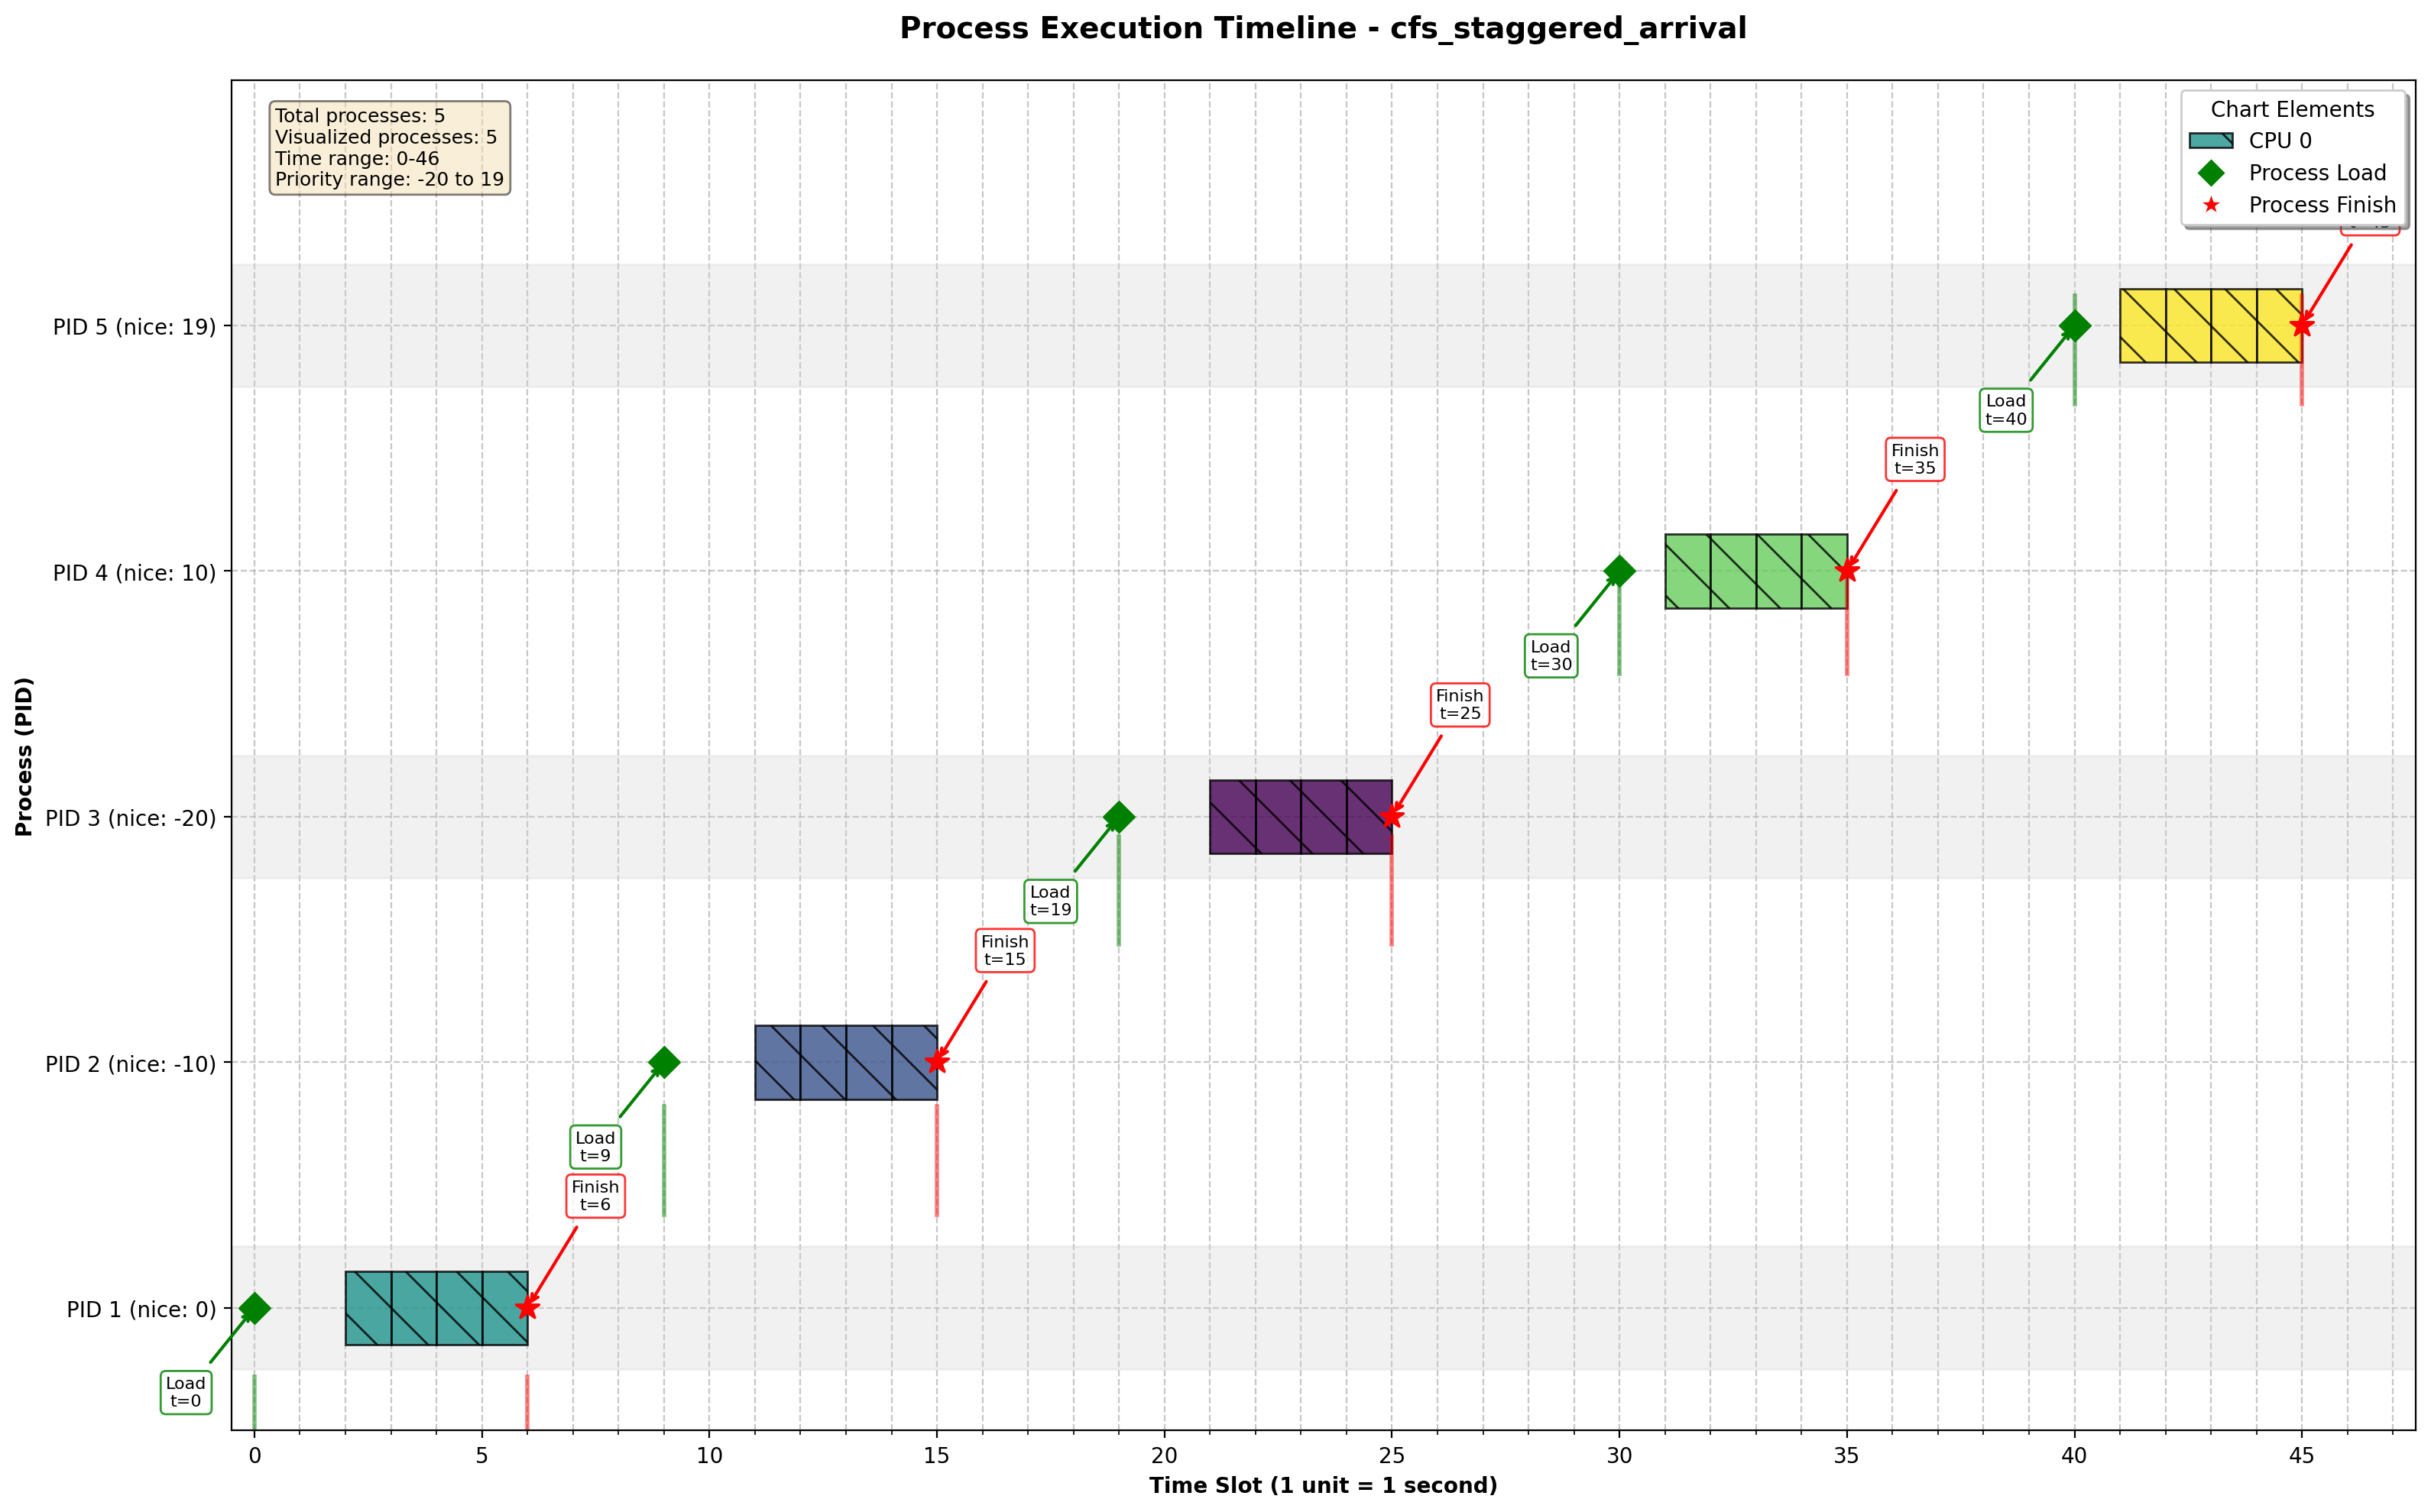 Process Execution Timeline - cfs_staggered_arrival
Total processes: 5
Visualized processes: 5
Time range: 0-46
Priority range: -20 to 19
Chart Elements
CPU 0
Process Load
Process Finish
PID 5 (nice: 19)
Load
t=40
Finish
t=35
PID 4 (nice: 10)
Load
t=30
Finish
t=25
Process (PID)
PID 3 (nice: -20)
Load
t=19
Finish
t=15
PID 2 (nice: -10)
Load
t=9
Finish
t=6
PID 1 (nice: 0)
Load
t=0
0 5 10 15 20 25 30 35 40 45
Time Slot (1 unit = 1 second)